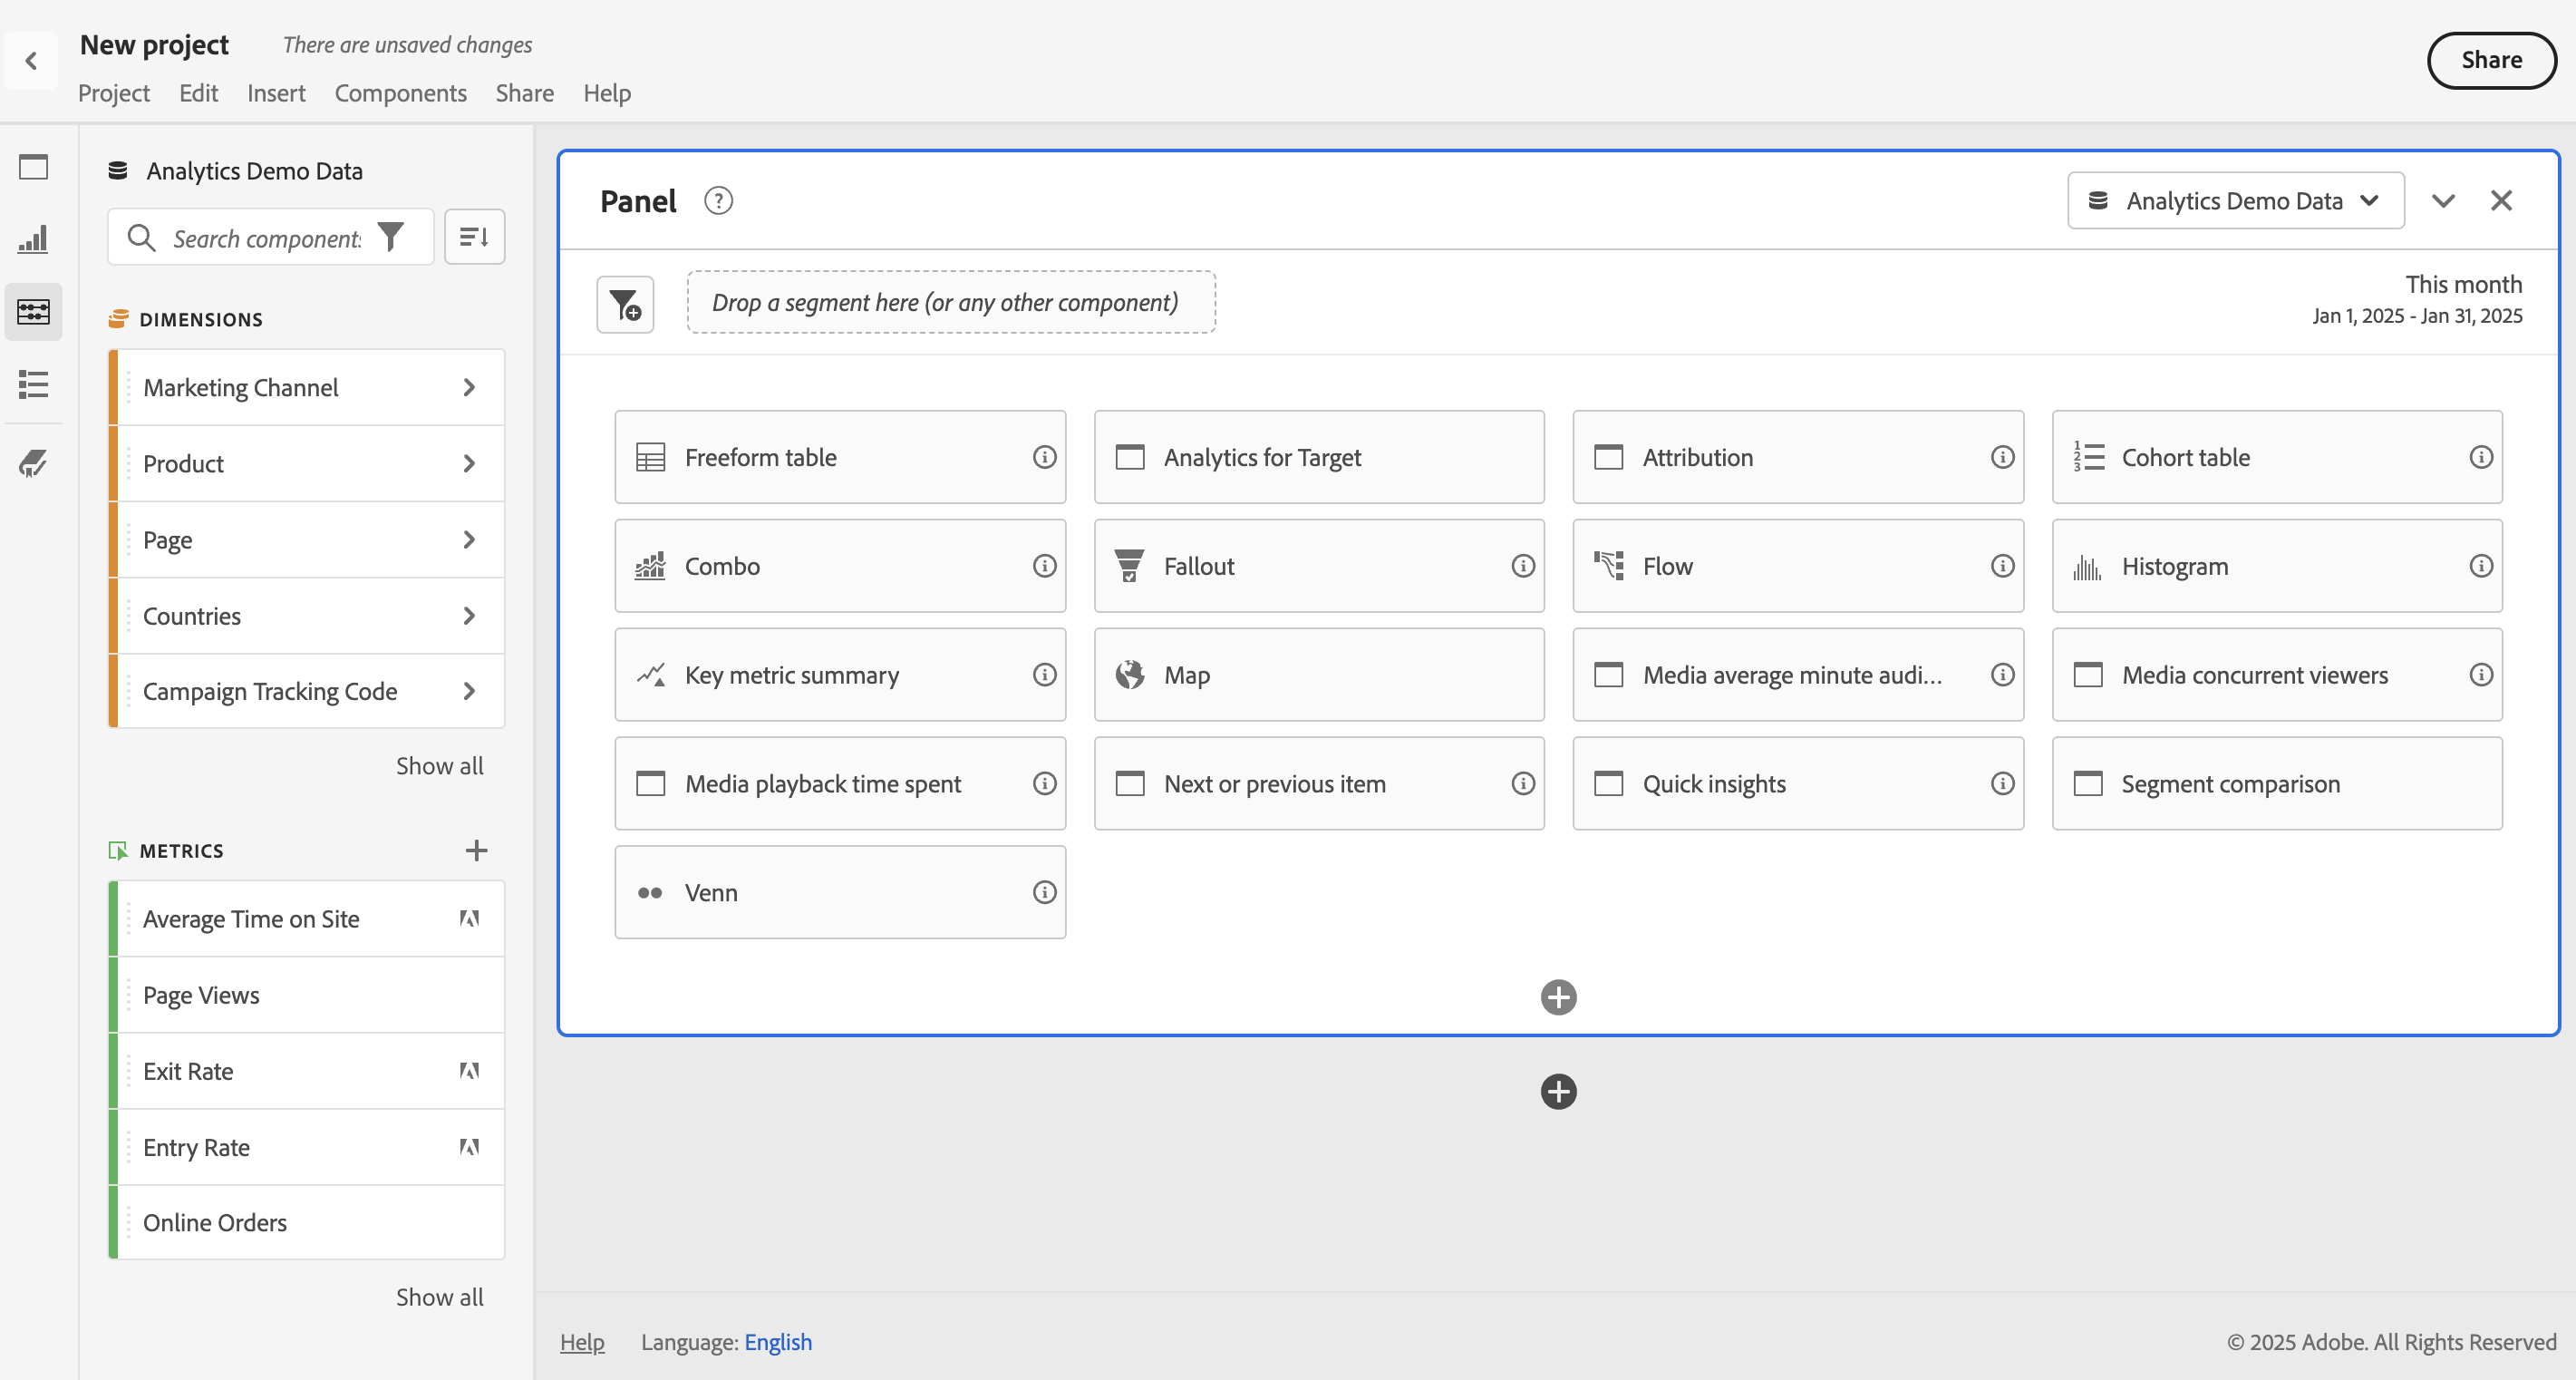 New project
There are unsaved changes
Project Edit Insert Components Share Help
Share
Analytics Demo Data
Search component
DIMENSIONS
Marketing Channel
Product
Page
Countries
Campaign Tracking Code
Show all
METRICS
Average Time on Site
Page Views
Exit Rate
Entry Rate
Online Orders
Show all
Panel ?
Analytics Demo Data
Drop a segment here (or any other component)
This month
Jan 1, 2025 - Jan 31, 2025
Freeform table
Analytics for Target
Attribution
Cohort table
Combo
Fallout
Flow
Histogram
Key metric summary
Map
Media average minute audi...
Media concurrent viewers
Media playback time spent
Next or previous item
Quick insights
Segment comparison
Venn
Help Language: English
© 2025 Adobe. All Rights Reserved